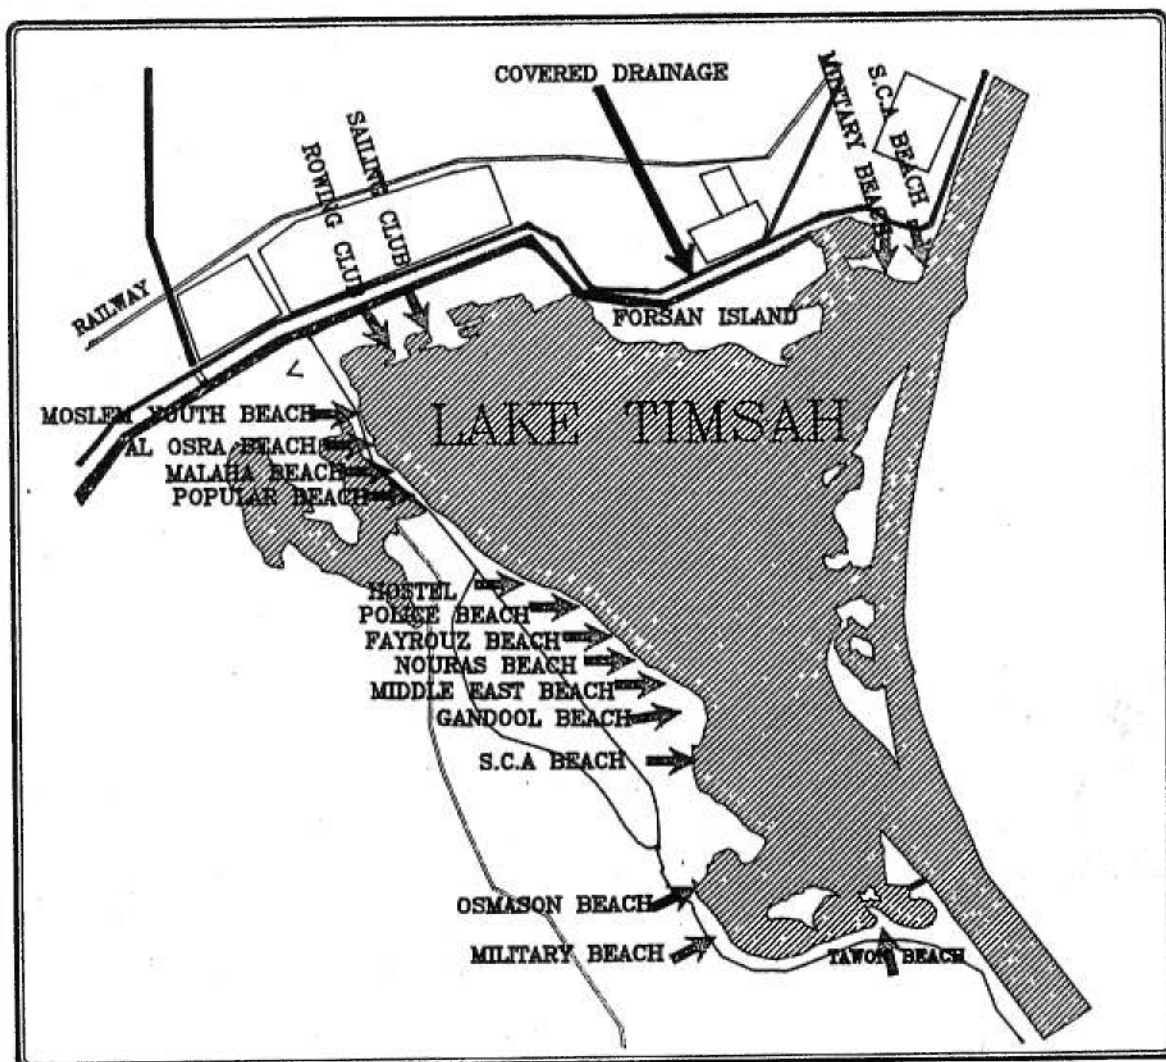 COVERED DRAINAGE
MILITARY BEACH
S.C.A BEACH
SAILING CLUB
ROWING CLUB
RAILWAY
FORSAN ISLAND
MOSLEM YOUTH BEACH
LAKE TIMSAH
AL OSRA BEACH
MALAHA BEACH
POPULAR BEACH
HOSTEL
POLICE BEACH
FAYROUZ BEACH
NOURAS BEACH
MIDDLE EAST BEACH
GANDOOL BEACH
S.C.A BEACH
OSMASON BEACH
MILITARY BEACH
TAWON BEACH